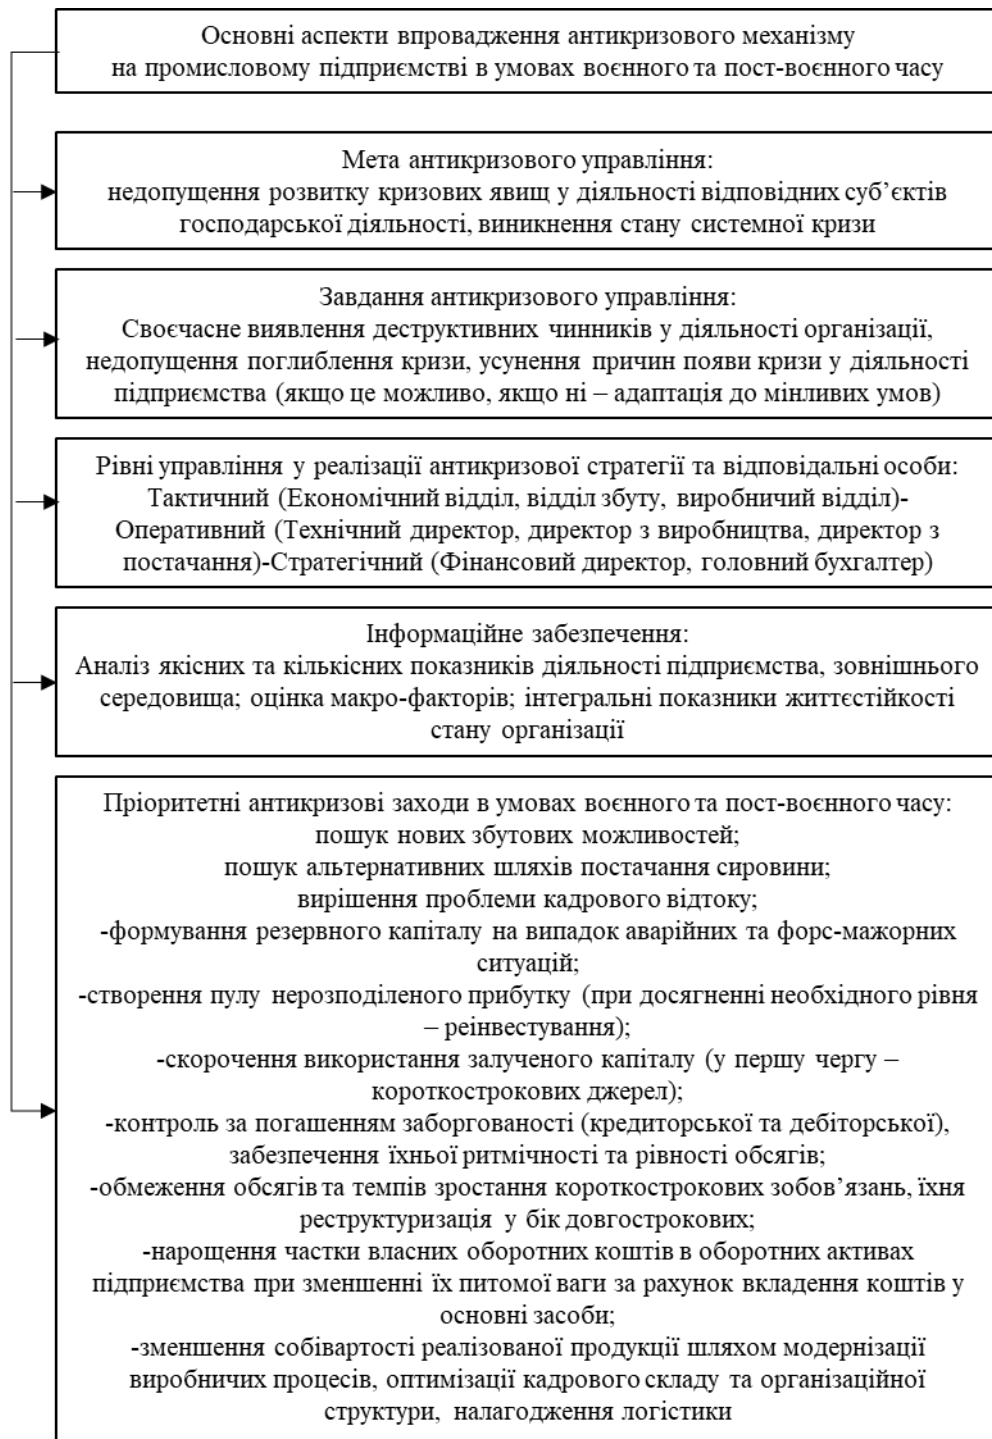 Основні аспекти впровадження антикризового механізму
на промисловому підприємстві в умовах воєнного та пост-воєнного часу
Мета антикризового управління:
недопущення розвитку кризових явищ у діяльності відповідних суб’єктів
господарської діяльності, виникнення стану системної кризи
Завдання антикризового управління:
Своєчасне виявлення деструктивних чинників у діяльності організації,
недопущення поглиблення кризи, усунення причин появи кризи у діяльності
підприємства (якщо це можливо, якщо ні – адаптація до мінливих умов)
Рівні управління у реалізації антикризової стратегії та відповідальні особи:
Тактичний (Економічний відділ, відділ збуту, виробничий відділ)-
Оперативний (Технічний директор, директор з виробництва, директор з
постачання)-Стратегічний (Фінансовий директор, головний бухгалтер)
Інформаційне забезпечення:
Аналіз якісних та кількісних показників діяльності підприємства, зовнішнього
середовища; оцінка макро-факторів; інтегральні показники життєстійкості
стану організації
Пріоритетні антикризові заходи в умовах воєнного та пост-воєнного часу:
пошук нових збутових можливостей;
пошук альтернативних шляхів постачання сировини;
вирішення проблеми кадрового відтоку;
-формування резервного капіталу на випадок аварійних та форс-мажорних
ситуацій;
-створення пулу нерозподіленого прибутку (при досягненні необхідного рівня
– реінвестування);
-скорочення використання залученого капіталу (у першу чергу –
короткострокових джерел);
-контроль за погашенням заборгованості (кредиторської та дебіторської),
забезпечення їхньої ритмічності та рівності обсягів;
-обмеження обсягів та темпів зростання короткострокових зобов’язань, їхня
реструктуризація у бік довгострокових;
-нарощення частки власних оборотних коштів в оборотних активах
підприємства при зменшенні їх питомої ваги за рахунок вкладення коштів у
основні засоби;
-зменшення собівартості реалізованої продукції шляхом модернізації
виробничих процесів, оптимізації кадрового складу та організаційної
структури, налагодження логістики